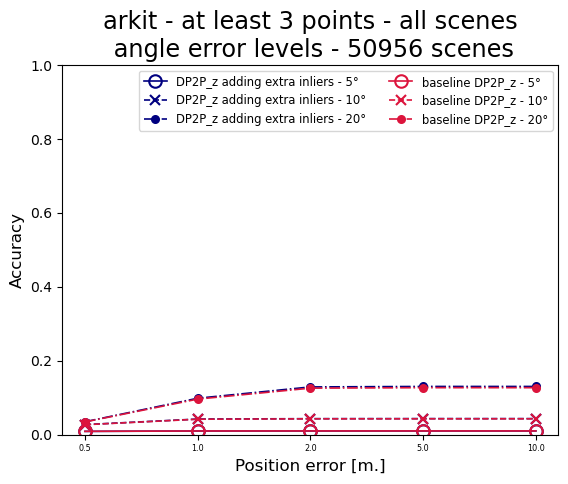 arkit - at least 3 points - all scenes
angle error levels - 50956 scenes
DP2P_z adding extra inliers - 5°
DP2P_z adding extra inliers - 10°
DP2P_z adding extra inliers - 20°
baseline DP2P_z - 5°
baseline DP2P_z - 10°
baseline DP2P_z - 20°
Accuracy
1.0
0.8
0.6
0.4
0.2
0.0
0.5 1.0 2.0 5.0 10.0
Position error [m.]